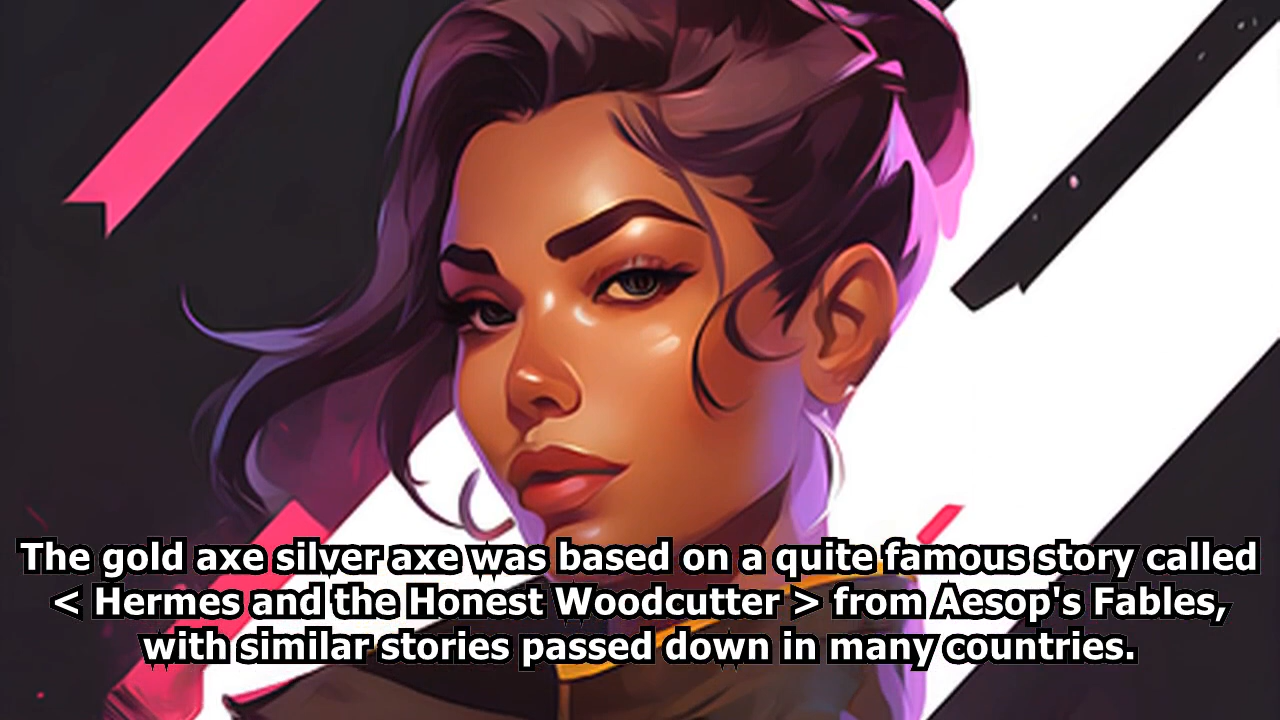 The gold axe silver axe was based on a quite famous story called
< Hermes and the Honest Woodcutter > from Aesop's Fables,
with similar stories passed down in many countries.